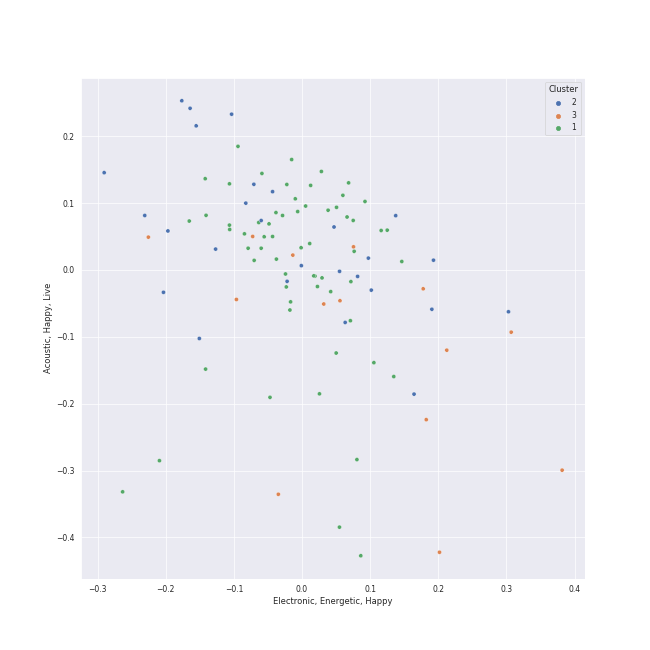 Cluster
2
3
1
0.2
0.1
0.0
−0.1
−0.2
−0.3
−0.4
Acoustic, Happy, Live
−0.3 −0.2 −0.1 0.0 0.1 0.2 0.3 0.4
Electronic, Energetic, Happy